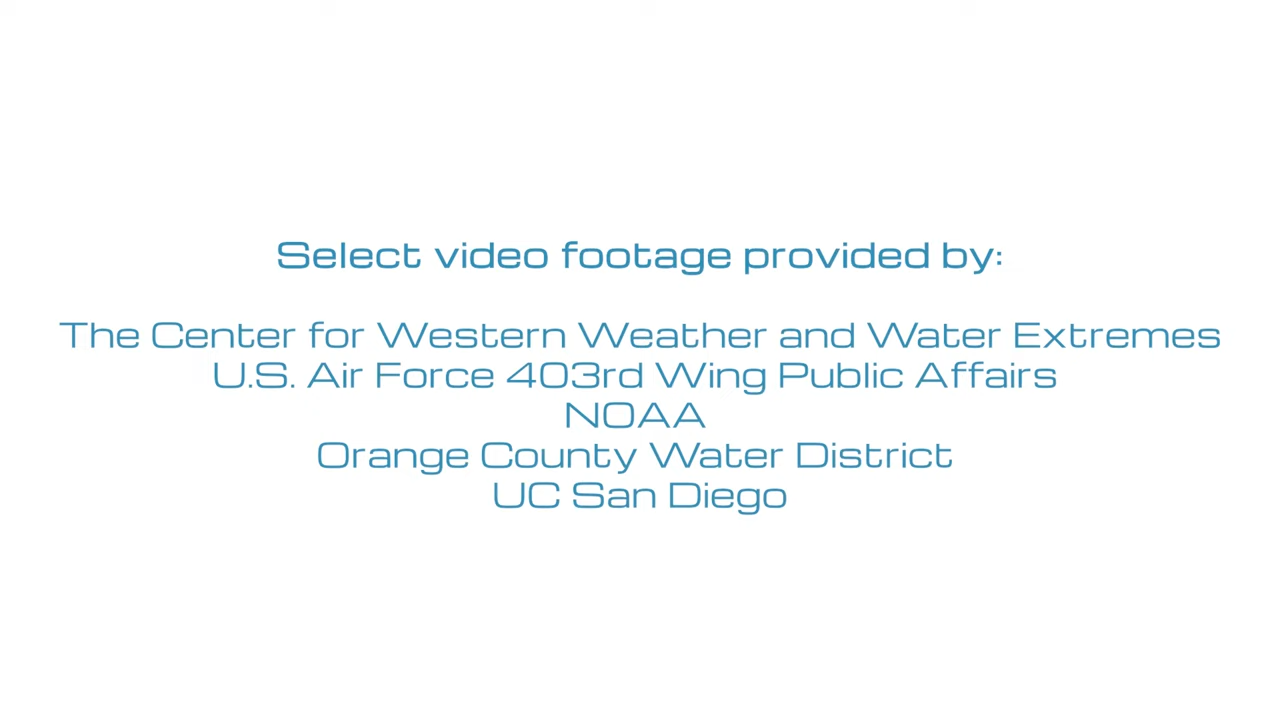 Select video footage provided by:
The Center for Western Weather and Water Extremes
U.S. Air Force 403rd Wing Public Affairs
NOAA
Orange County Water District
UC San Diego